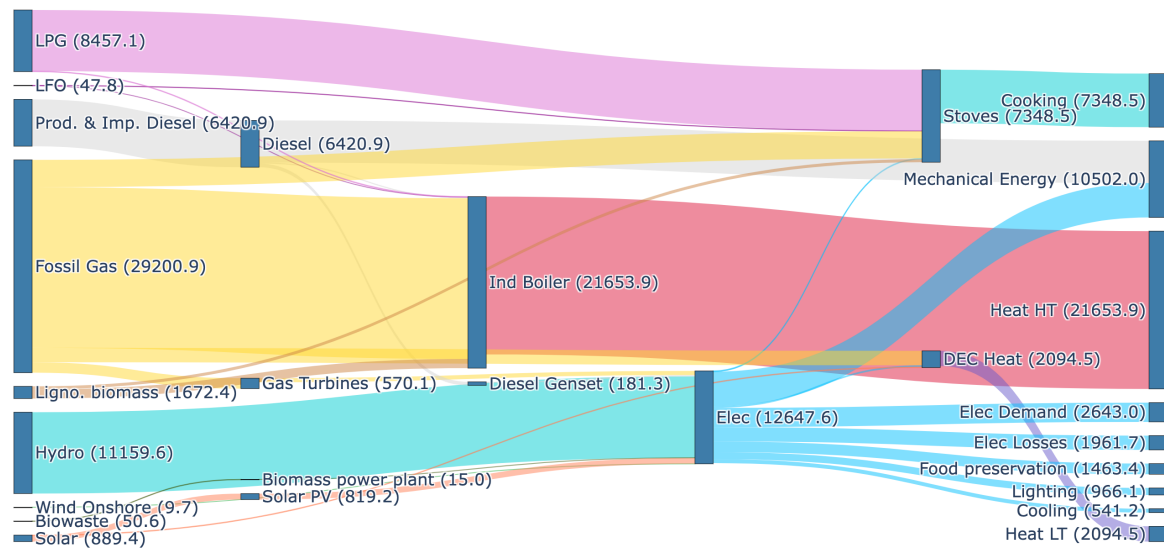 LPG (8457.1)
LFO (47.8)
Prod. & Imp. Diesel (6420.9)
Fossil Gas (29200.9)
Ligno. biomass (1672.4)
Hydro (11159.6)
Wind Onshore (9.7)
Biowaste (50.6)
Solar (889.4)
Diesel (6420.9)
Gas Turbines (570.1)
Biomass power plant (15.0)
Solar PV (819.2)
Ind Boiler (21653.9)
Diesel Genset (181.3)
Elec (12647.6)
Stoves (7348.5)
DEC Heat (2094.5)
Cooking (7348.5)
Mechanical Energy (10502.0)
Heat HT (21653.9)
Elec Demand (2643.0)
Elec Losses (1961.7)
Food preservation (1463.4)
Lighting (966.1)
Cooling (541.2)
Heat LT (2094.5)